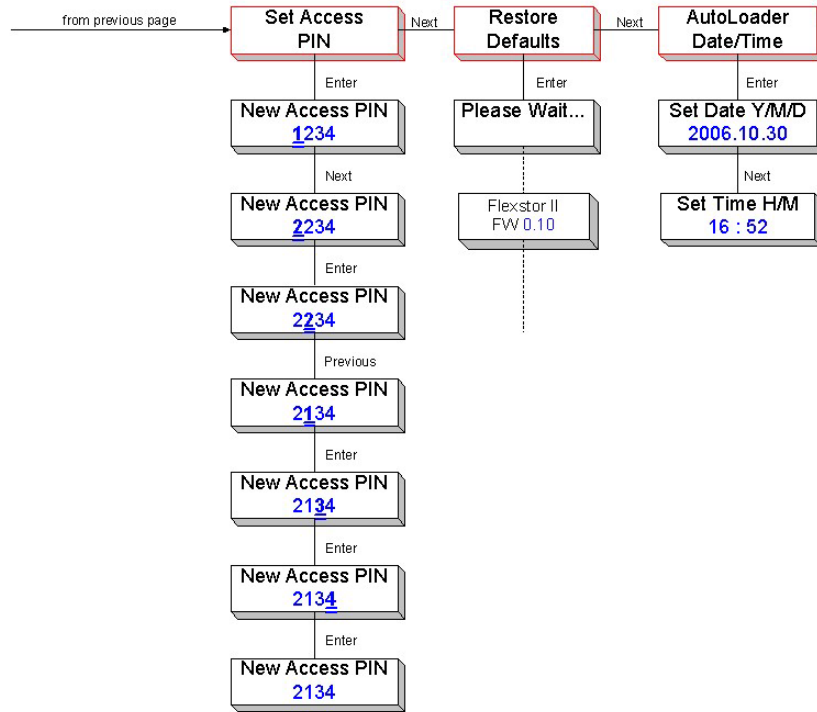 from previous page
Set Access
PIN
Next
Restore
Defaults
Next
AutoLoader
Date/Time
Enter
Enter
Enter
New Access PIN
1234
Please Wait...
Set Date Y/M/D
2006.10.30
Next
Next
New Access PIN
2234
Flexstor II
FW 0.10
Set Time H/M
16 : 52
Enter
New Access PIN
2234
Previous
New Access PIN
2134
Enter
New Access PIN
2134
Enter
New Access PIN
2134
Enter
New Access PIN
2134